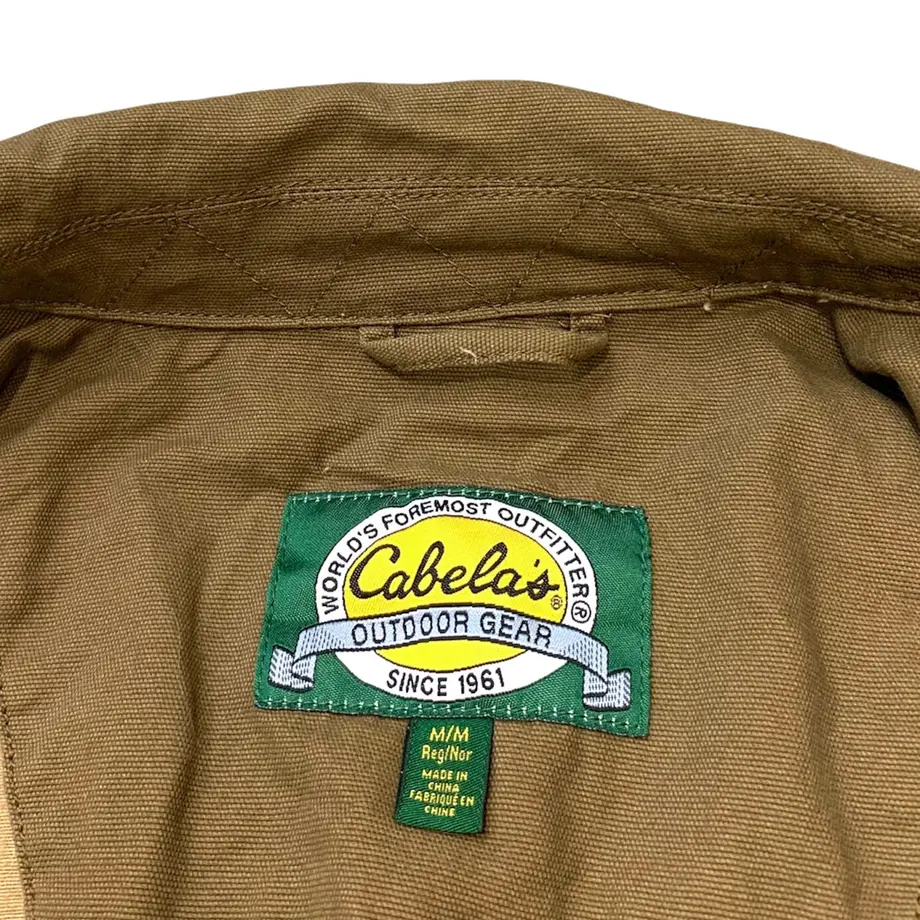 WORLD'S FOREMOST OUTFITTER®
Cabela's®
OUTDOOR GEAR
SINCE 1961
M/M
Reg/Nor
MADE IN
CHINA
FABRIQUÉ EN
CHINE